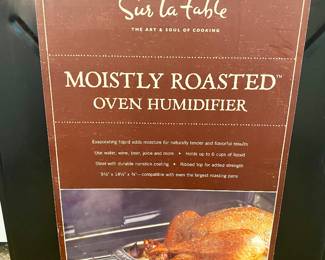 Sur la table
THE ART & SOUL OF COOKING
MOISTLY ROASTED™
OVEN HUMIDIFIER
Evaporating liquid adds moisture for naturally tender and flavorful results
Use water, wine, beer, juice and more • Holds up to 6 cups of liquid
Steel with durable nonstick coating • Ribbed top for added strength
compatible with even the largest roasting pans